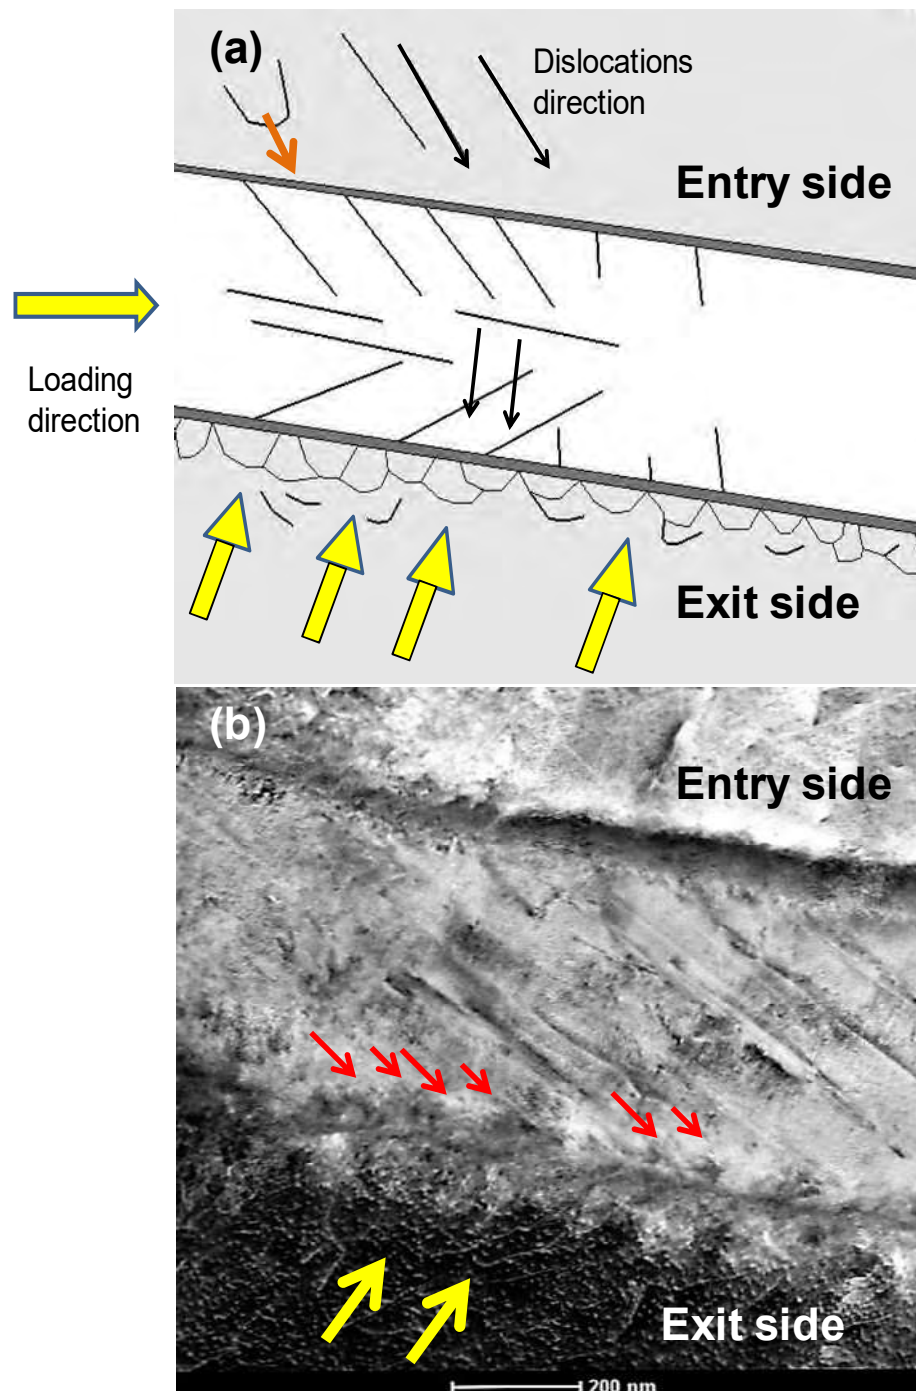 (a)
Dislocations
direction
Entry side
Loading
direction
Exit side
(b)
Entry side
Exit side
200 nm